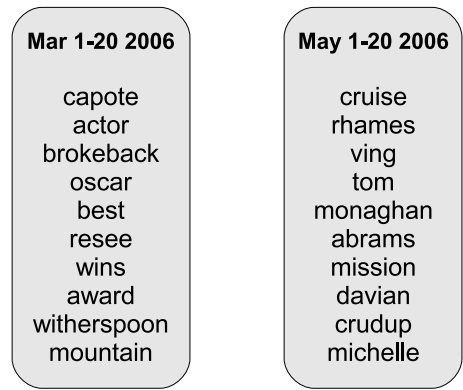 Mar 1-20 2006
capote
actor
brokeback
oscar
best
resee
wins
award
witherspoon
mountain
May 1-20 2006
cruise
rhames
ving
tom
monaghan
abrams
mission
davian
crudup
michelle